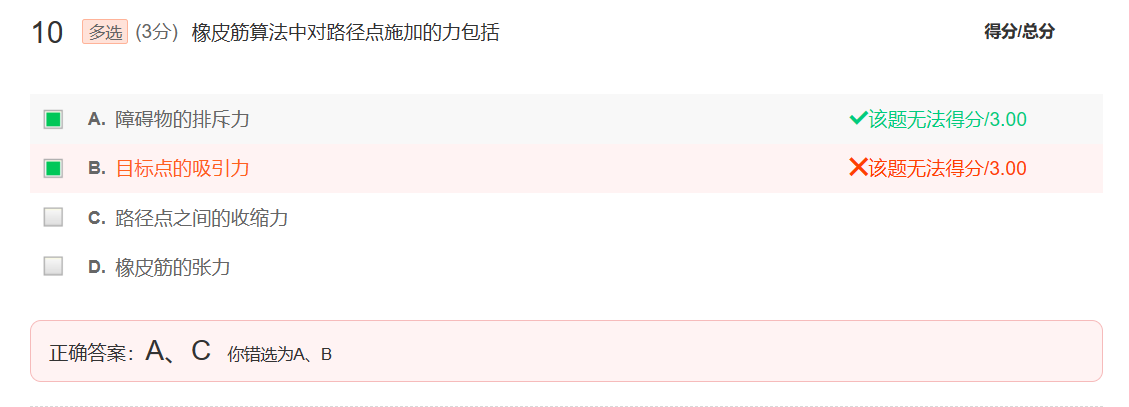 10 多选 (3分) 橡皮筋算法中对路径点施加的力包括 得分/总分
A. 障碍物的排斥力 该题无法得分/3.00
B. 目标点的吸引力 该题无法得分/3.00
C. 路径点之间的收缩力
D. 橡皮筋的张力
正确答案：A、C 你错选为A、B